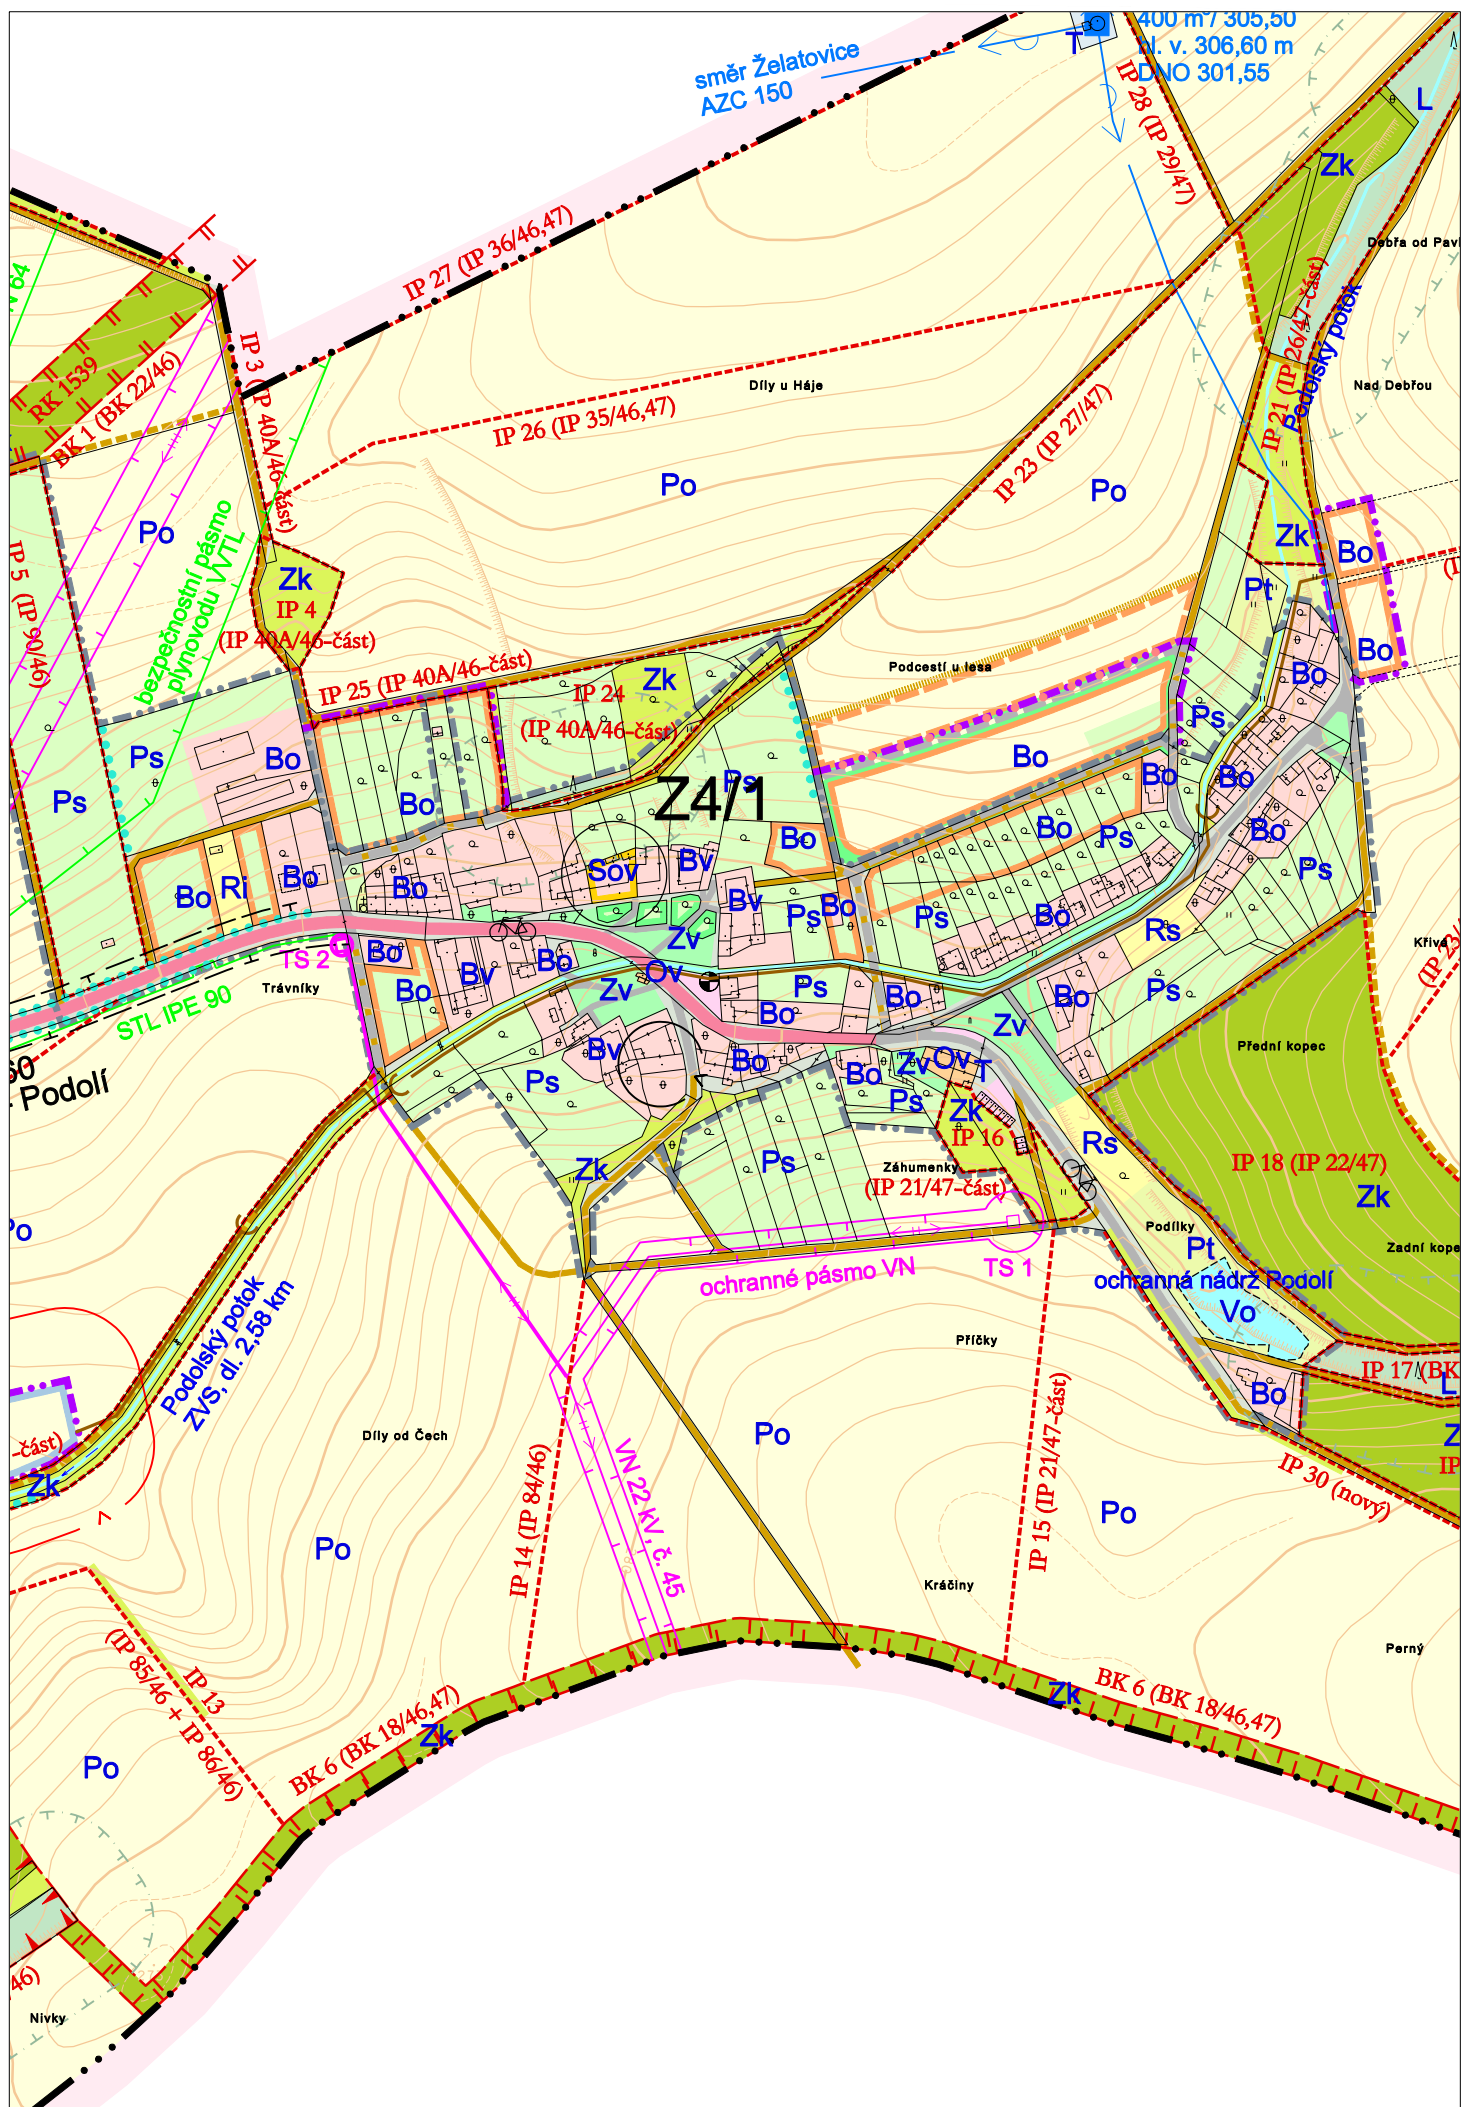 400 m³/ 305,50
hl. v. 306,60 m
DNO 301,55
T
směr Želatovice
AZC 150
L
Zk
IP 28 (IP 29/47)
IP 27 (IP 36/46,47)
Debřa od Pavl
IP 21 (IP 26/47-část)
Podolský potok
RK 1539
BK 1 (BK 22/46)
IP 3 (IP 40A/46-část)
Díly u Háje
Nad Debřou
IP 26 (IP 35/46,47)
IP 23 (IP 27/47)
Po
Po
Po
bezpečnostní pásmo
plynovodu VVTL
IP 5 (IP 90/46)
Zk
Bo
Zk
IP 4
(IP 40A/46-část)
Pt
Bo
IP 25 (IP 40A/46-část)
IP 24
Zk
(IP 40A/46-část)
Podcestí u lesa
Bo
Ps
Ps
Bo
Ps
Bo
Z4/1
Ps
Bo
Bo
Bo
Bo
Ps
Bo
Bo
Ri
Bo
Bo
Sov
Bv
Bo
Bv
Ps
Bo
Ps
Bo
Ps
Rs
Zv
Křivá
TS 2
Bo
Bv
Bo
Ov
Trávníky
Bo
Zv
Ps
Bo
Bo
Ps
STL IPE 90
Bo
Zv
Přední kopec
Bv
Bo
Bo
Zv
Ov
T
Podolí
Ps
Ps
Zk
IP 16
Rs
Ps
Zk
Záhumenky
(IP 21/47-část)
IP 18 (IP 22/47)
Zk
Podílky
Pt
Zadní kope
ochranné pásmo VN
TS 1
ochranná nádrž Podolí
Vo
Podolský potok
ZVS, dl. 2,58 km
Příčky
IP 17 (BK
L
Bo
Díly od Čech
Po
-část)
Zk
IP 14 (IP 84/46)
VN 22 kV, č. 45
IP 15 (IP 21/47-část)
IP 30 (nový)
IP
Po
Po
Kráčiny
Perný
IP 13
(IP 85/46 + IP 86/46)
BK 6 (BK 18/46,47)
Zk
Zk
BK 6 (BK 18/46,47)
Po
46)
Nivky